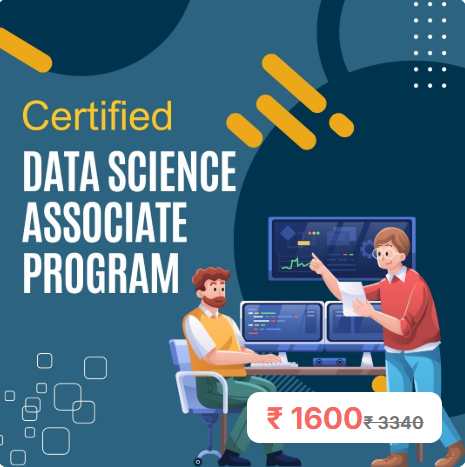 Certified
DATA SCIENCE
ASSOCIATE
PROGRAM
₹ 1600 ₹ 3340